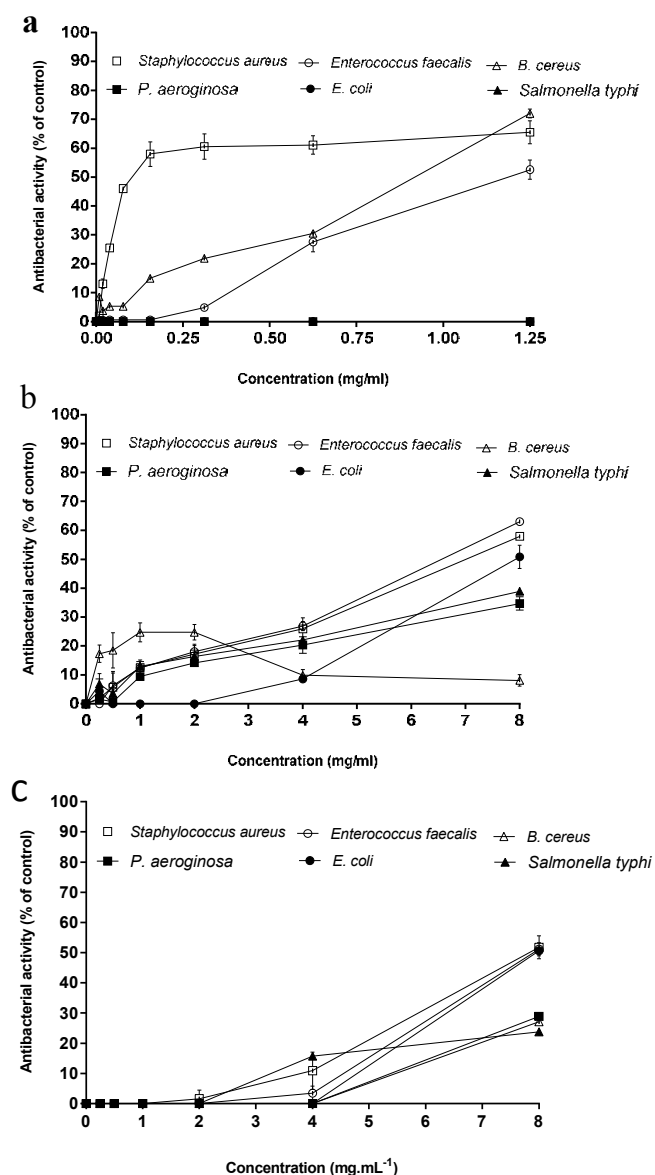 a
Staphylococcus aureus Enterococcus faecalis B. cereus
P. aeroginosa E. coli Salmonella typhi
100
90
80
70
60
50
40
30
20
10
0
Antibacterial activity (% of control)
0.00 0.25 0.50 0.75 1.00 1.25
Concentration (mg/ml)
b
Staphylococcus aureus Enterococcus faecalis B. cereus
P. aeroginosa E. coli Salmonella typhi
100
90
80
70
60
50
40
30
20
10
0
Antibacterial activity (% of control)
0 1 2 3 4 5 6 7 8
Concentration (mg/ml)
C
Staphylococcus aureus Enterococcus faecalis B. cereus
P. aeroginosa E. coli Salmonella typhi
100
90
80
70
60
50
40
30
20
10
0
Antibacterial activity (% of control)
0 1 2 3 4 5 6 7 8
Concentration (mg.mL⁻¹)